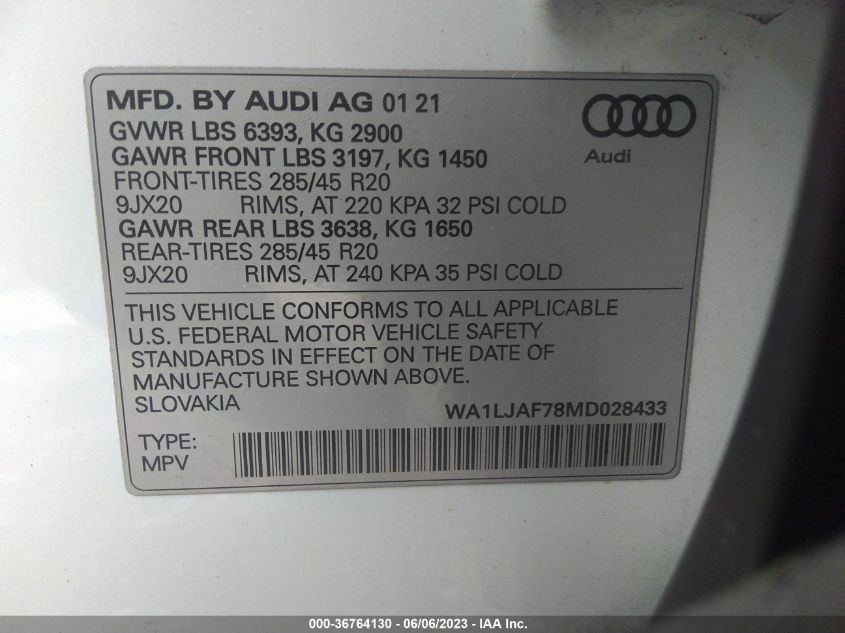 MFD. BY AUDI AG 01 21
GVWR LBS 6393, KG 2900
GAWR FRONT LBS 3197, KG 1450
FRONT-TIRES 285/45 R20
9JX20 RIMS, AT 220 KPA 32 PSI COLD
GAWR REAR LBS 3638, KG 1650
REAR-TIRES 285/45 R20
9JX20 RIMS, AT 240 KPA 35 PSI COLD
Audi
THIS VEHICLE CONFORMS TO ALL APPLICABLE
U.S. FEDERAL MOTOR VEHICLE SAFETY
STANDARDS IN EFFECT ON THE DATE OF
MANUFACTURE SHOWN ABOVE.
SLOVAKIA WA1LJAF78MD028433
TYPE:
MPV
000-36764130 - 06/06/2023 - WA1LJAF78MD028433